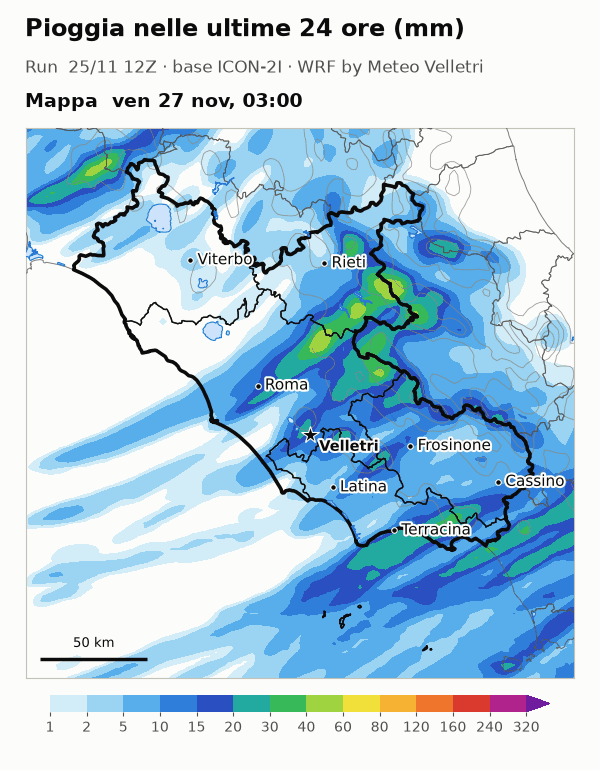 Pioggia nelle ultime 24 ore (mm)
Run 25/11 12Z · base ICON-2I · WRF by Meteo Velletri
Mappa ven 27 nov, 03:00
Viterbo
Rieti
Roma
Velletri
Frosinone
Cassino
Latina
Terracina
50 km
1 2 5 10 15 20 30 40 60 80 120 160 240 320